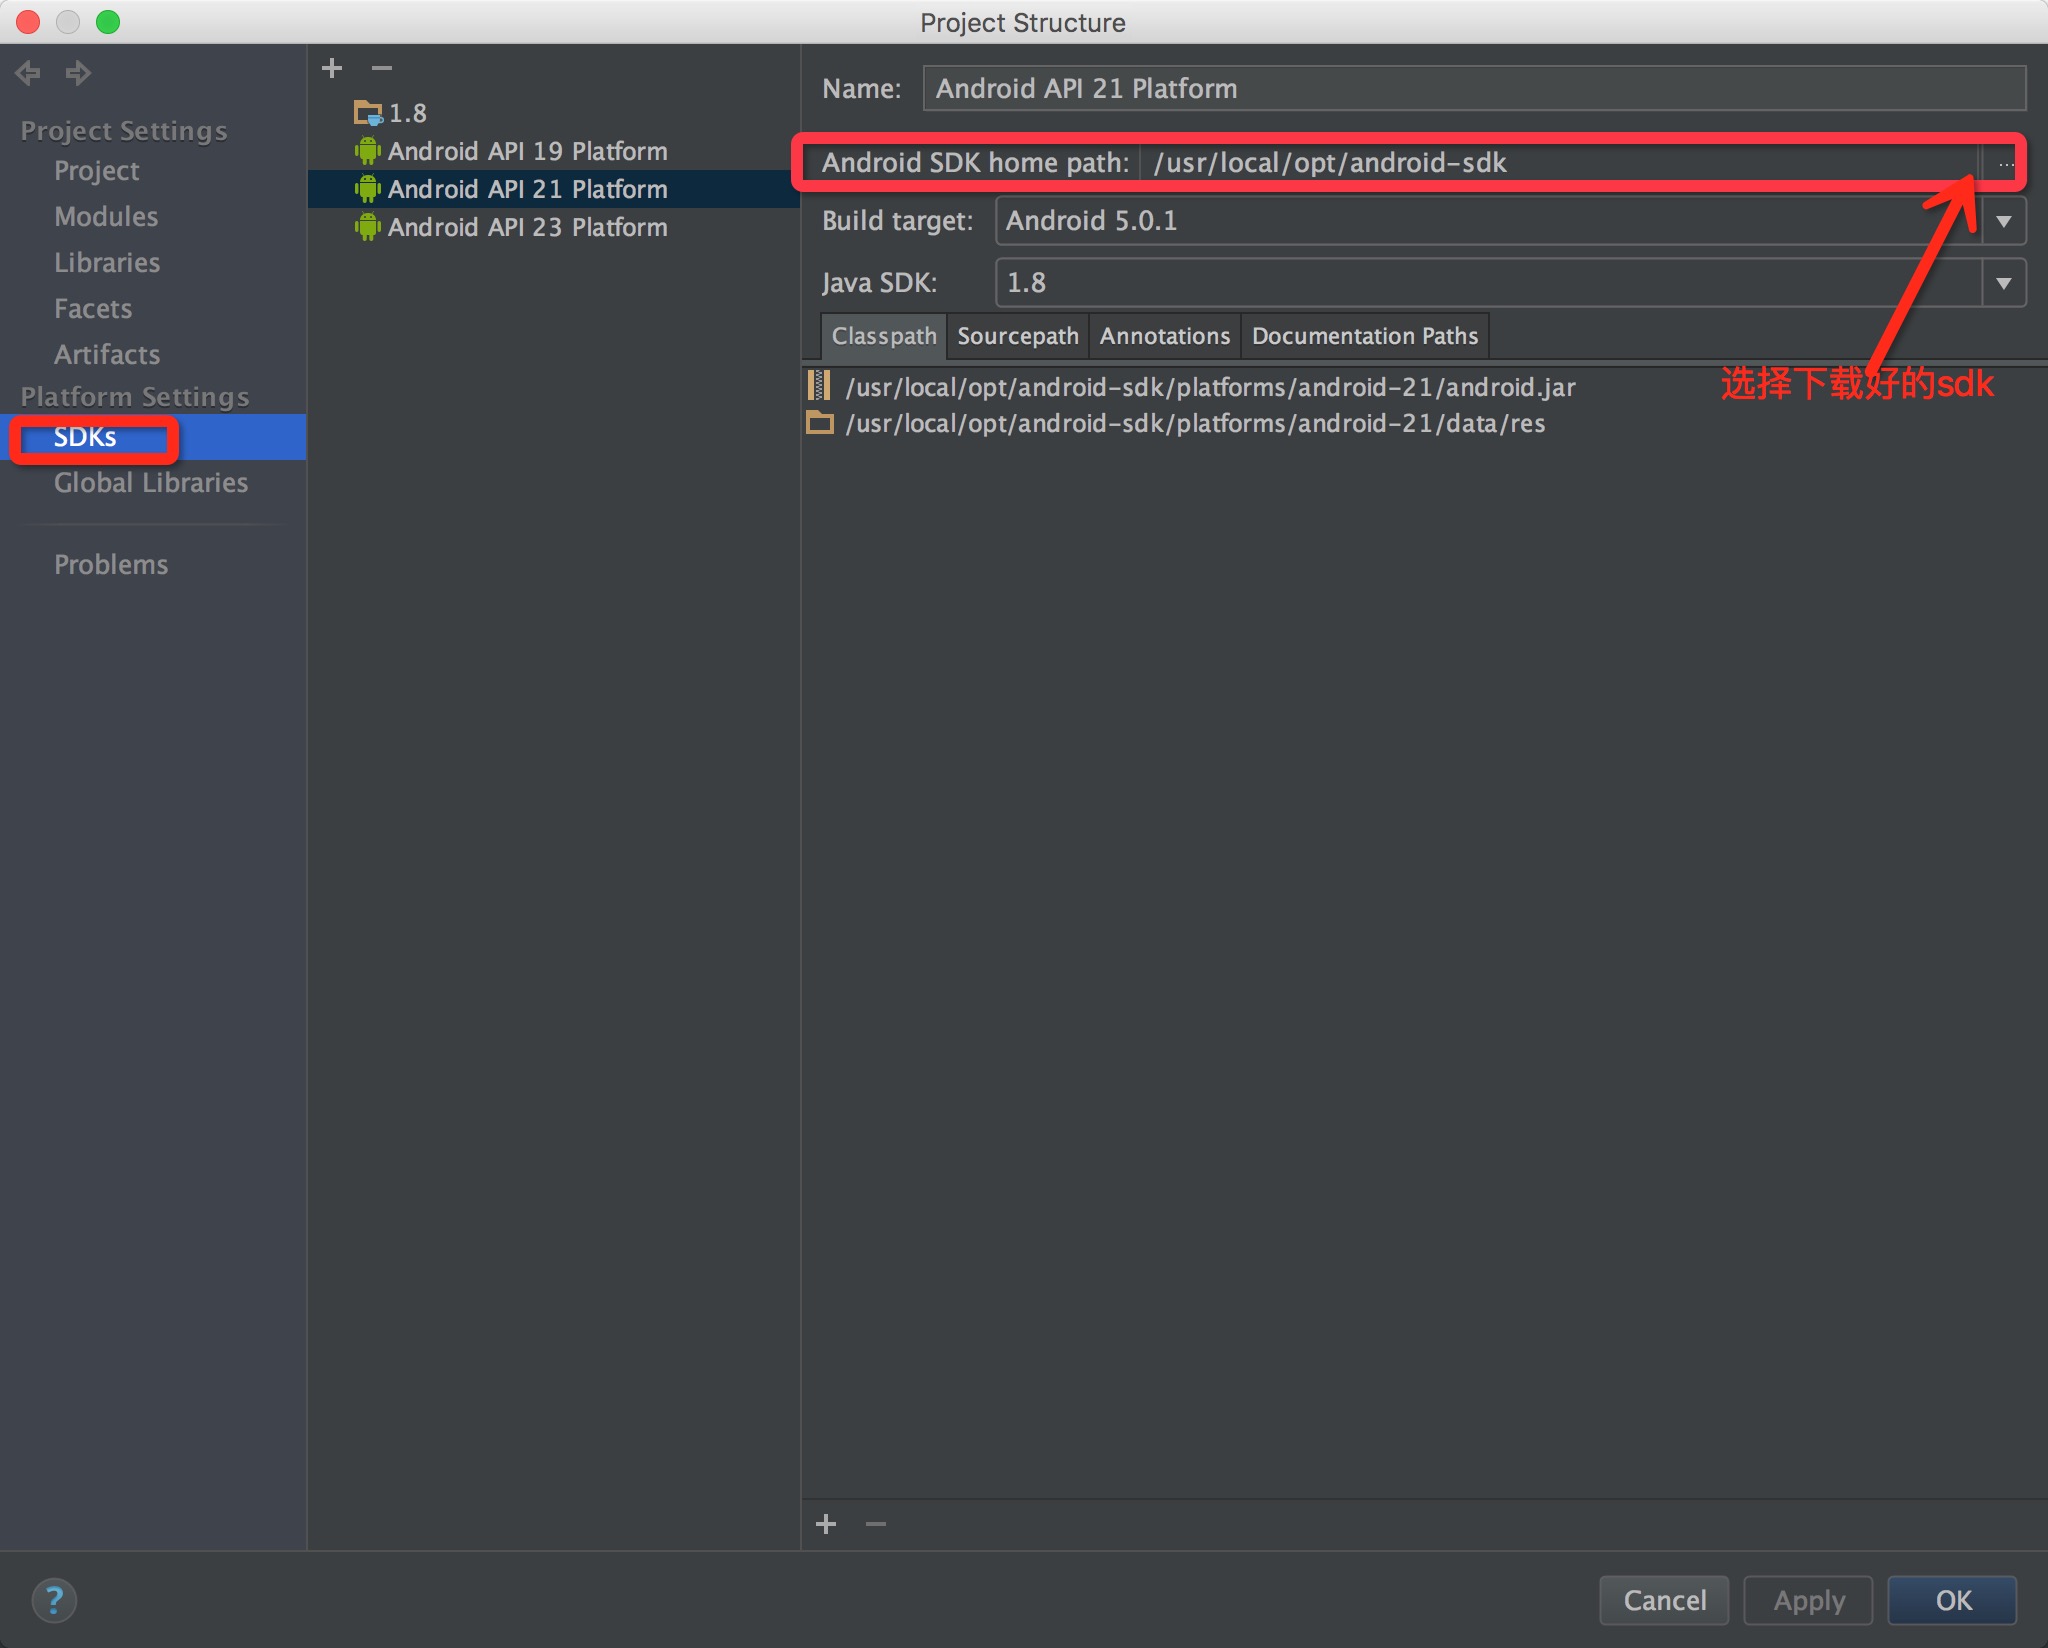 Project Structure
Project Settings
Project
Modules
Libraries
Facets
Artifacts
Platform Settings
SDKs
Global Libraries
Problems
1.8
Android API 19 Platform
Android API 21 Platform
Android API 23 Platform
Name: Android API 21 Platform
Android SDK home path: /usr/local/opt/android-sdk ...
Build target: Android 5.0.1
Java SDK: 1.8
Classpath Sourcepath Annotations Documentation Paths
/usr/local/opt/android-sdk/platforms/android-21/android.jar
/usr/local/opt/android-sdk/platforms/android-21/data/res
选择下载好的sdk
?
Cancel Apply OK